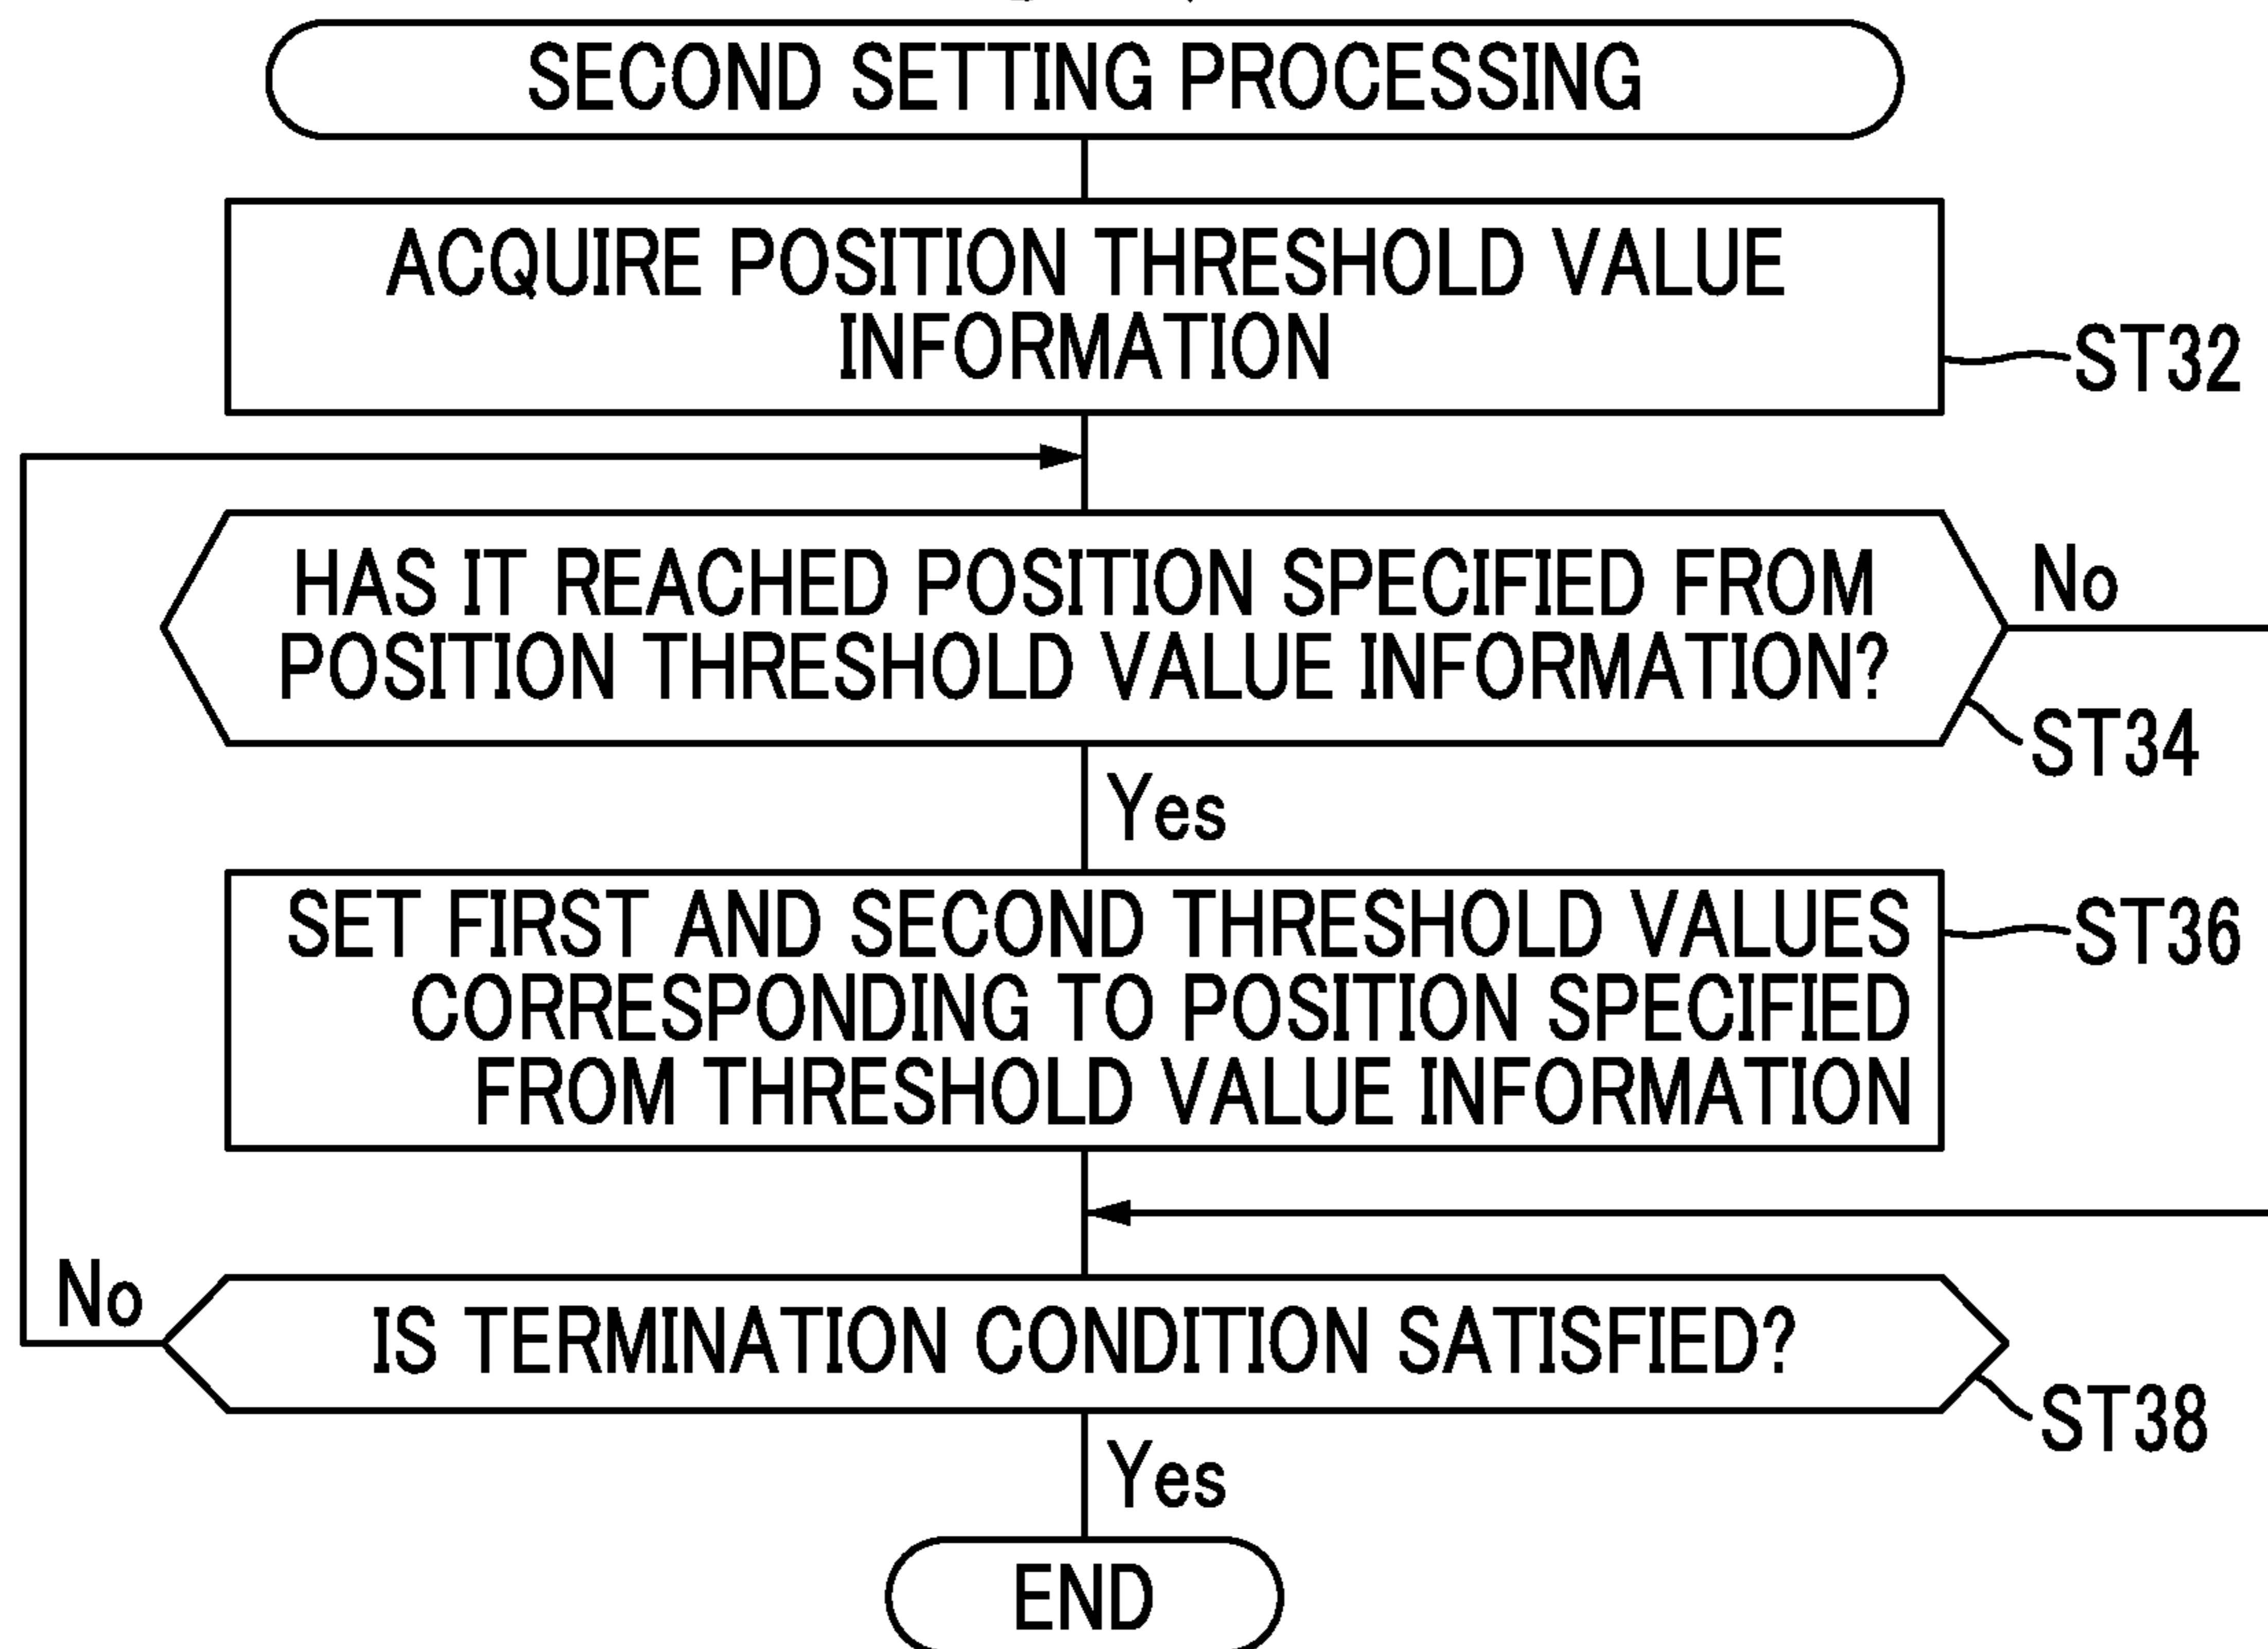 SECOND SETTING PROCESSING
ACQUIRE POSITION THRESHOLD VALUE
INFORMATION
ST32
HAS IT REACHED POSITION SPECIFIED FROM
POSITION THRESHOLD VALUE INFORMATION?
No
ST34
Yes
SET FIRST AND SECOND THRESHOLD VALUES
CORRESPONDING TO POSITION SPECIFIED
FROM THRESHOLD VALUE INFORMATION
ST36
No
IS TERMINATION CONDITION SATISFIED?
ST38
Yes
END